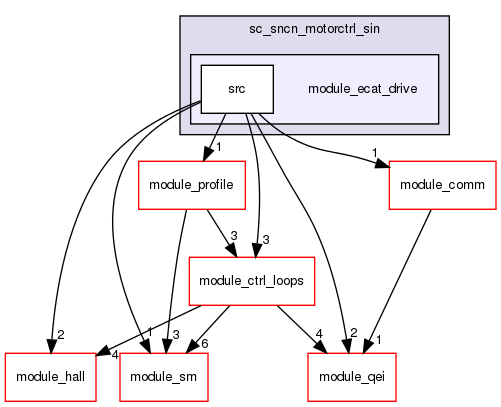 sc_sncn_motorctrl_sin
src
module_ecat_drive
1
1
module_profile
module_comm
3
3
module_ctrl_loops
2
4
1
3
6
4
2
1
module_hall
module_sm
module_qei